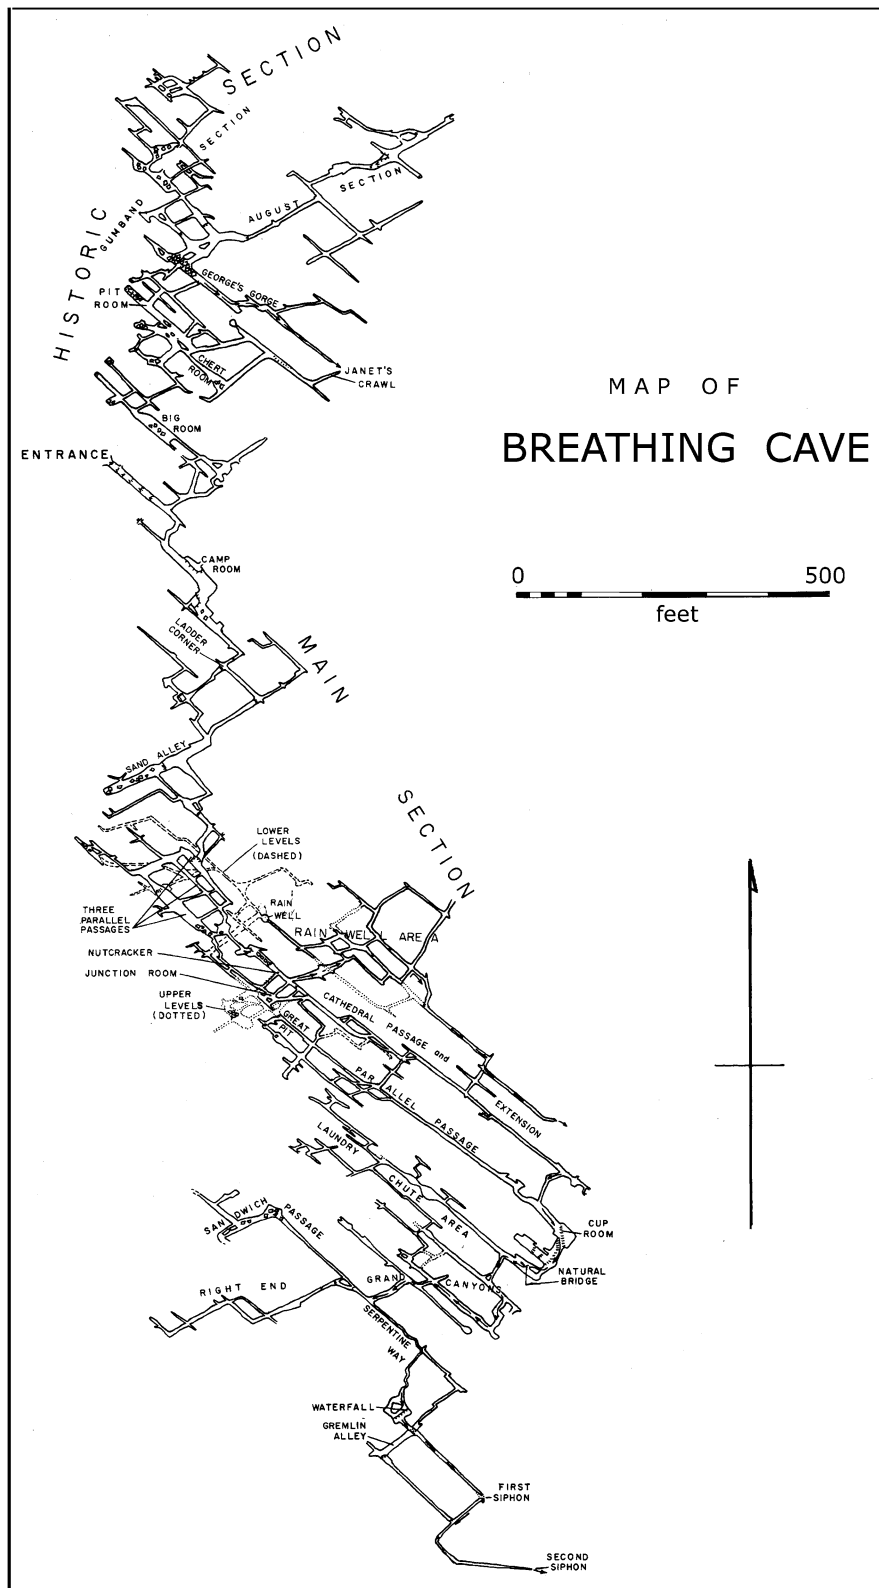 HISTORIC SECTION
SECTION
GUMBAND
AUGUST SECTION
GEORGE'S GORGE
PIT
ROOM
CHERT
ROOM
JANET'S
CRAWL
MAP OF
BREATHING CAVE
BIG
ROOM
ENTRANCE
0 500
feet
CAMP
ROOM
LADDER
CORNER
MAIN SECTION
SAND ALLEY
LOWER
LEVELS
(DASHED)
RAIN
WELL
THREE
PARALLEL
PASSAGES
RAIN WELL AREA
NUTCRACKER
JUNCTION ROOM
UPPER
LEVELS
(DOTTED)
GREAT
PIT
CATHEDRAL PASSAGE and EXTENSION
PARALLEL PASSAGE
LAUNDRY CHUTE AREA
SANDWICH PASSAGE
CUP
ROOM
NATURAL
BRIDGE
RIGHT END
GRAND CANYONS
SERPENTINE
WAY
WATERFALL
GREMLIN
ALLEY
FIRST
SIPHON
SECOND
SIPHON